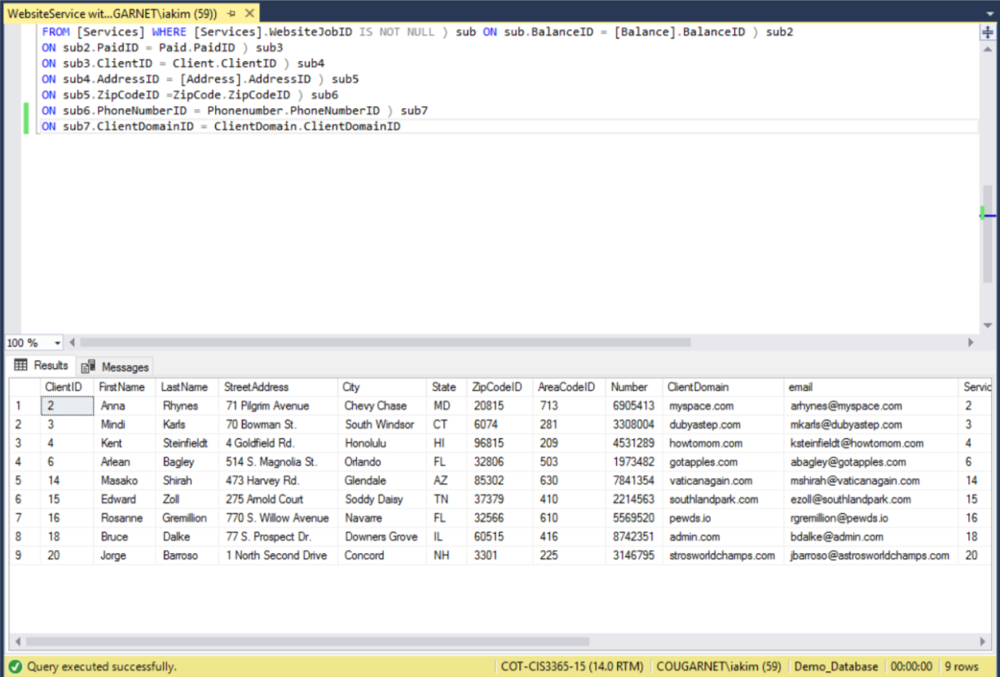 WebsiteService wit...GARNET\iakim (59))
FROM [Services] WHERE [Services].WebsiteJobID IS NOT NULL ) sub ON sub.BalanceID = [Balance].BalanceID ) sub2
ON sub2.PaidID = Paid.PaidID ) sub3
ON sub3.ClientID = Client.ClientID ) sub4
ON sub4.AddressID = [Address].AddressID ) sub5
ON sub5.ZipCodeID =ZipCode.ZipCodeID ) sub6
ON sub6.PhoneNumberID = Phonenumber.PhoneNumberID ) sub7
ON sub7.ClientDomainID = ClientDomain.ClientDomainID
100 %
Results Messages
ClientID FirstName LastName StreetAddress City State ZipCodeID AreaCodeID Number ClientDomain email Servic
1 2 Anna Rhynes 71 Pilgrim Avenue Chevy Chase MD 20815 713 6905413 myspace.com arhynes@myspace.com 2
2 3 Mindi Karls 70 Bowman St. South Windsor CT 6074 281 3308004 dubyastep.com mkarls@dubyastep.com 3
3 4 Kent Steinfieldt 4 Goldfield Rd. Honolulu HI 96815 209 4531289 howtomom.com ksteinfieldt@howtomom.com 4
4 6 Arlean Bagley 514 S. Magnolia St. Orlando FL 32806 503 1973482 gotapples.com abagley@gotapples.com 6
5 14 Masako Shirah 473 Harvey Rd. Glendale AZ 85302 630 7841354 vaticanagain.com mshirah@vaticanagain.com 14
6 15 Edward Zoll 275 Arnold Court Soddy Daisy TN 37379 410 2214563 southlandpark.com ezoll@southlandpark.com 15
7 16 Rosanne Gremillion 770 S. Willow Avenue Navarre FL 32566 610 5569520 pewds.io rgremillion@pewds.io 16
8 18 Bruce Dalke 77 S. Prospect Dr. Downers Grove IL 60515 416 8742351 admin.com bdalke@admin.com 18
9 20 Jorge Barroso 1 North Second Drive Concord NH 3301 225 3146795 strosworldchamps.com jbarroso@astrosworldchamps.com 20
Query executed successfully. COT-CIS3365-15 (14.0 RTM) COUGARNET\iakim (59) Demo_Database 00:00:00 9 rows